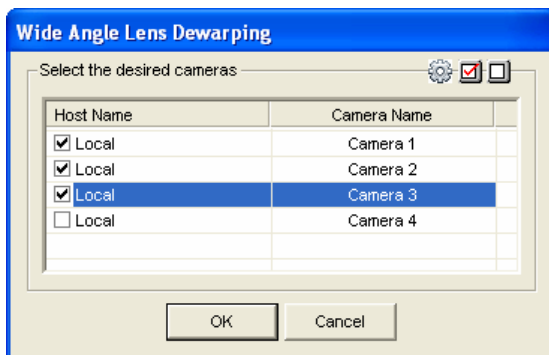 Wide Angle Lens Dewarping
Select the desired cameras
Host Name Camera Name
Local Camera 1
Local Camera 2
Local Camera 3
Local Camera 4
OK Cancel